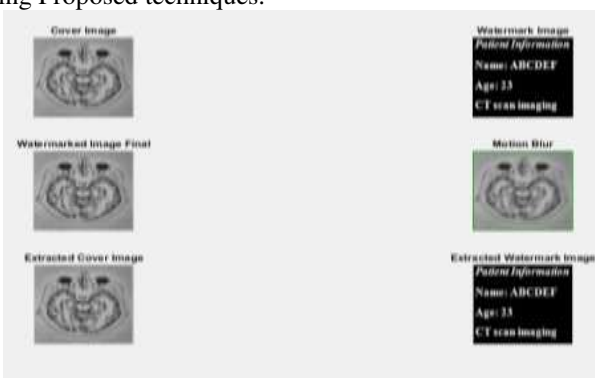 ing Proposed techniques.
Cover Image
Watermark Image
Patient Information
Name: ABCDEF
Age: 23
CT scan imaging
Watermarked Image Final
Motion Blur
Extracted Cover Image
Extracted Watermark Image
Patient Information
Name: ABCDEF
Age: 23
CT scan imaging